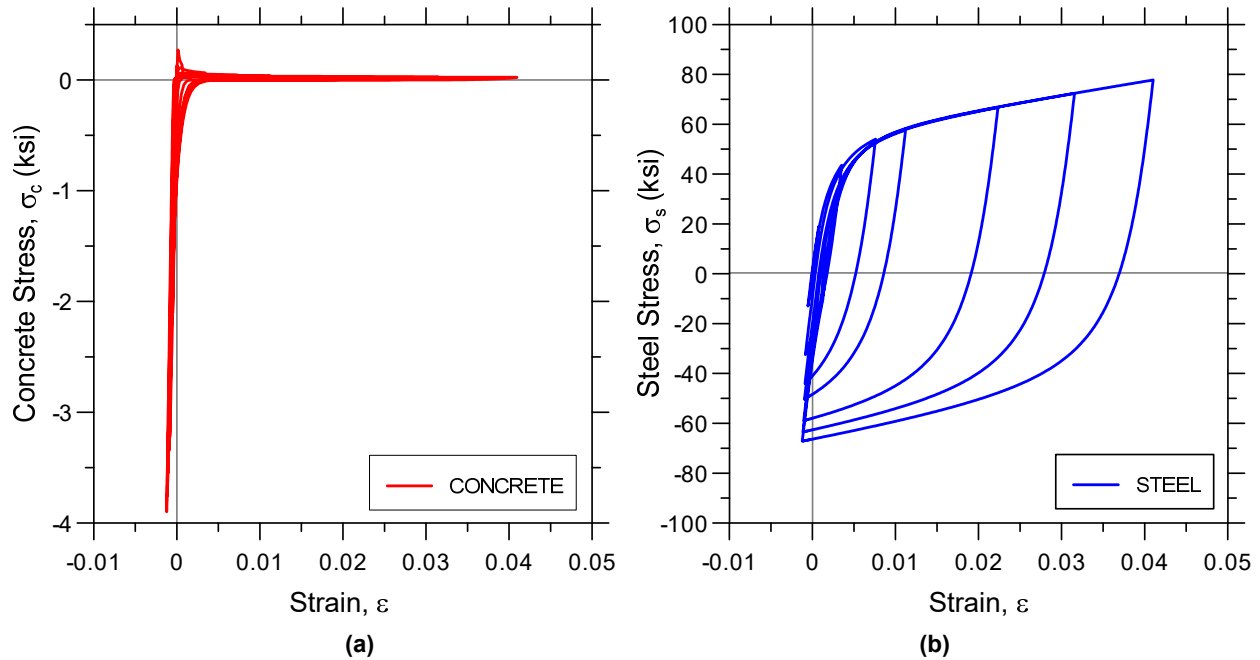 Concrete Stress, σc (ksi)
0
-1
-2
-3
-4
-0.01 0 0.01 0.02 0.03 0.04 0.05
Strain, ε
CONCRETE
(a)
Steel Stress, σs (ksi)
100
80
60
40
20
0
-20
-40
-60
-80
-100
-0.01 0 0.01 0.02 0.03 0.04 0.05
Strain, ε
STEEL
(b)